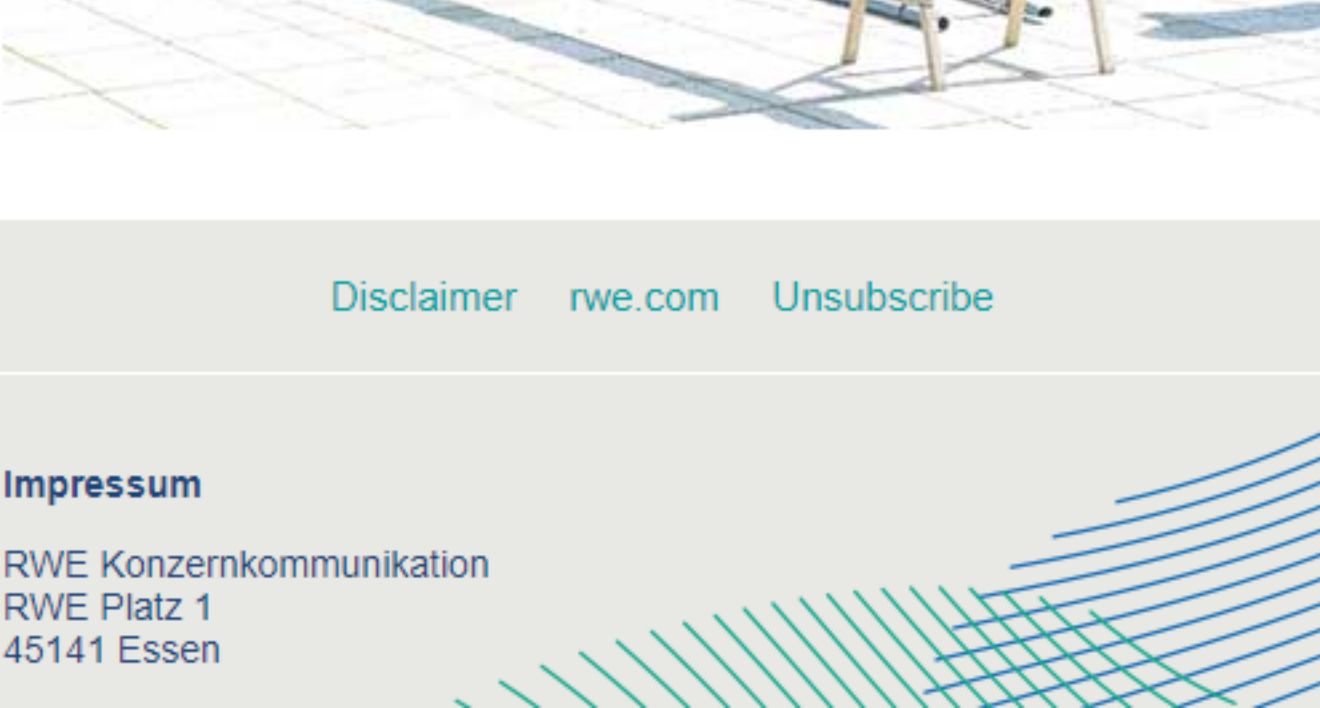 Disclaimer rwe.com Unsubscribe
Impressum
RWE Konzernkommunikation
RWE Platz 1
45141 Essen